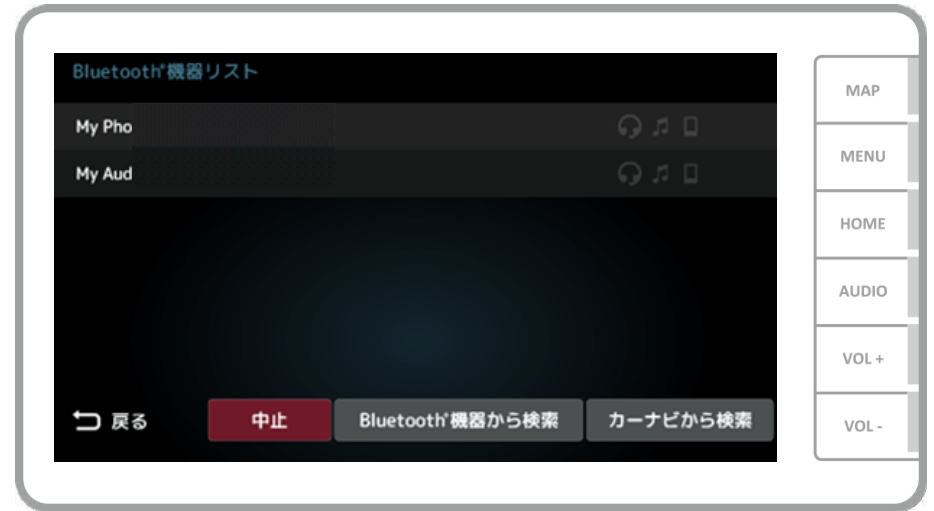 Bluetooth®機器リスト
My Pho
My Aud
戻る
中止
Bluetooth®機器から検索
カーナビから検索
MAP
MENU
HOME
AUDIO
VOL +
VOL -